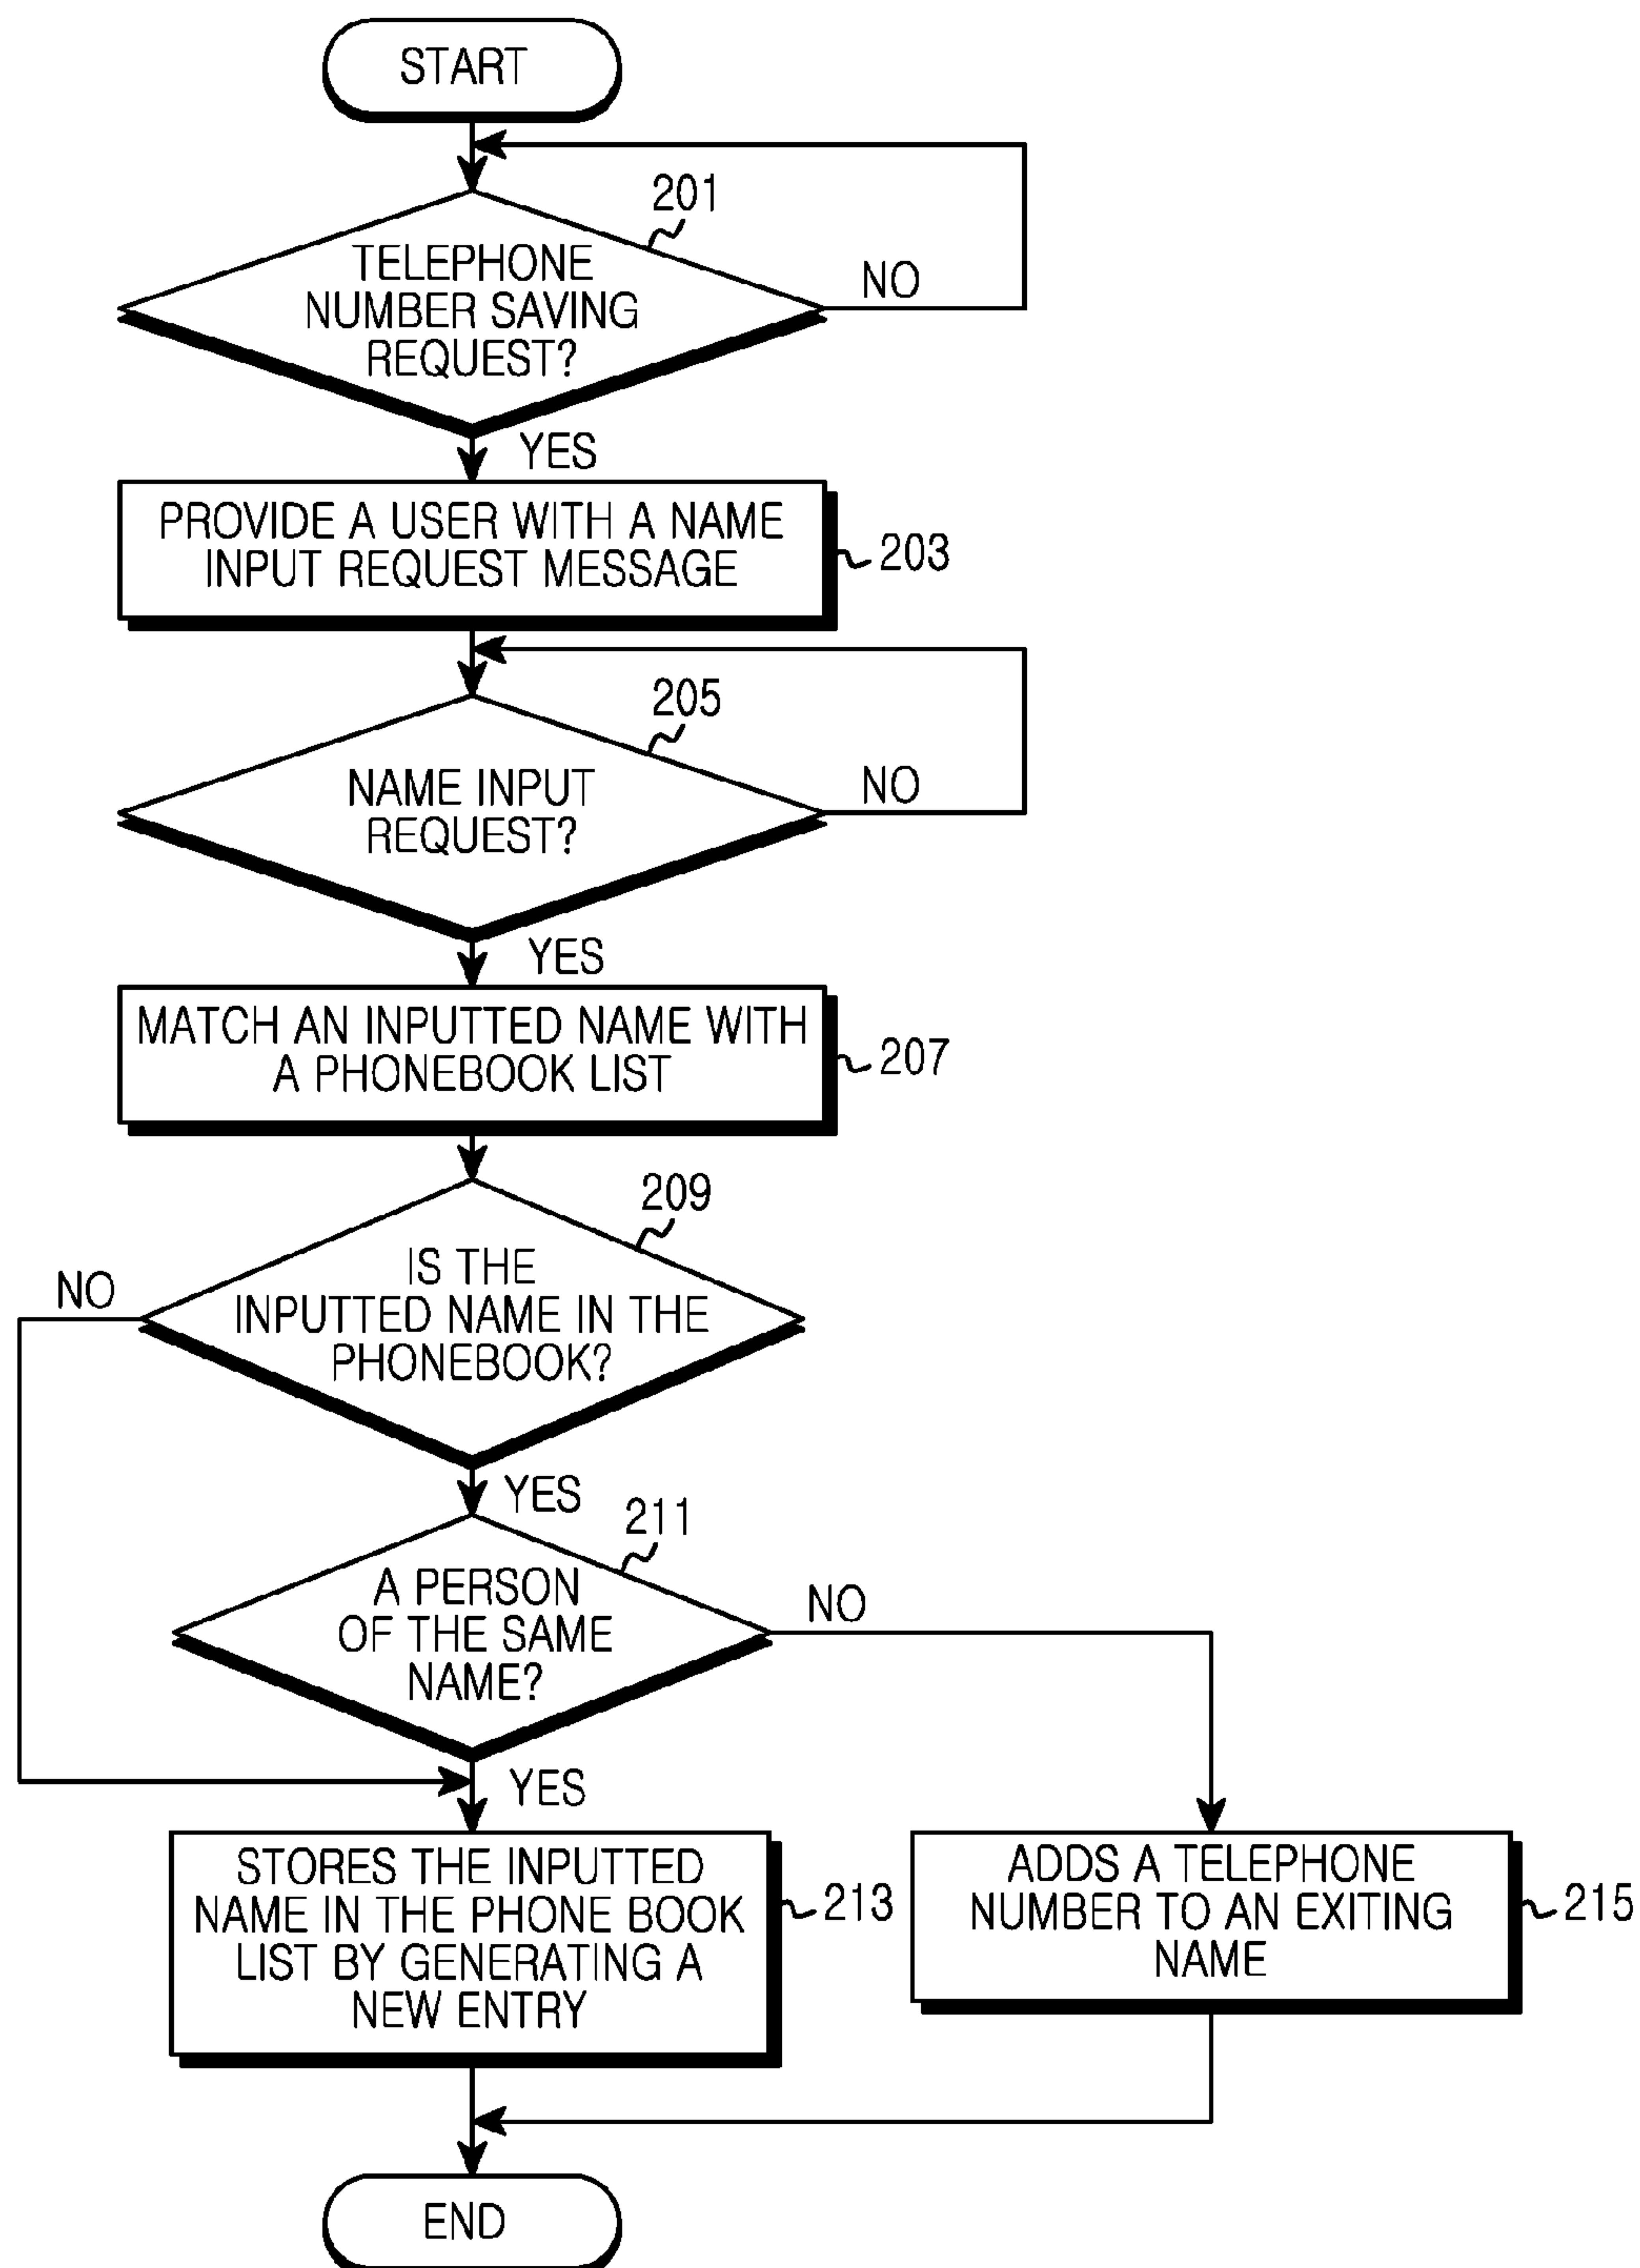 START
201
TELEPHONE
NUMBER SAVING
REQUEST?
NO
YES
PROVIDE A USER WITH A NAME
INPUT REQUEST MESSAGE
203
205
NAME INPUT
REQUEST?
NO
YES
MATCH AN INPUTTED NAME WITH
A PHONEBOOK LIST
207
209
IS THE
INPUTTED NAME IN THE
PHONEBOOK?
NO
YES
211
A PERSON
OF THE SAME
NAME?
NO
YES
STORES THE INPUTTED
NAME IN THE PHONE BOOK
LIST BY GENERATING A
NEW ENTRY
213
ADDS A TELEPHONE
NUMBER TO AN EXITING
NAME
215
END